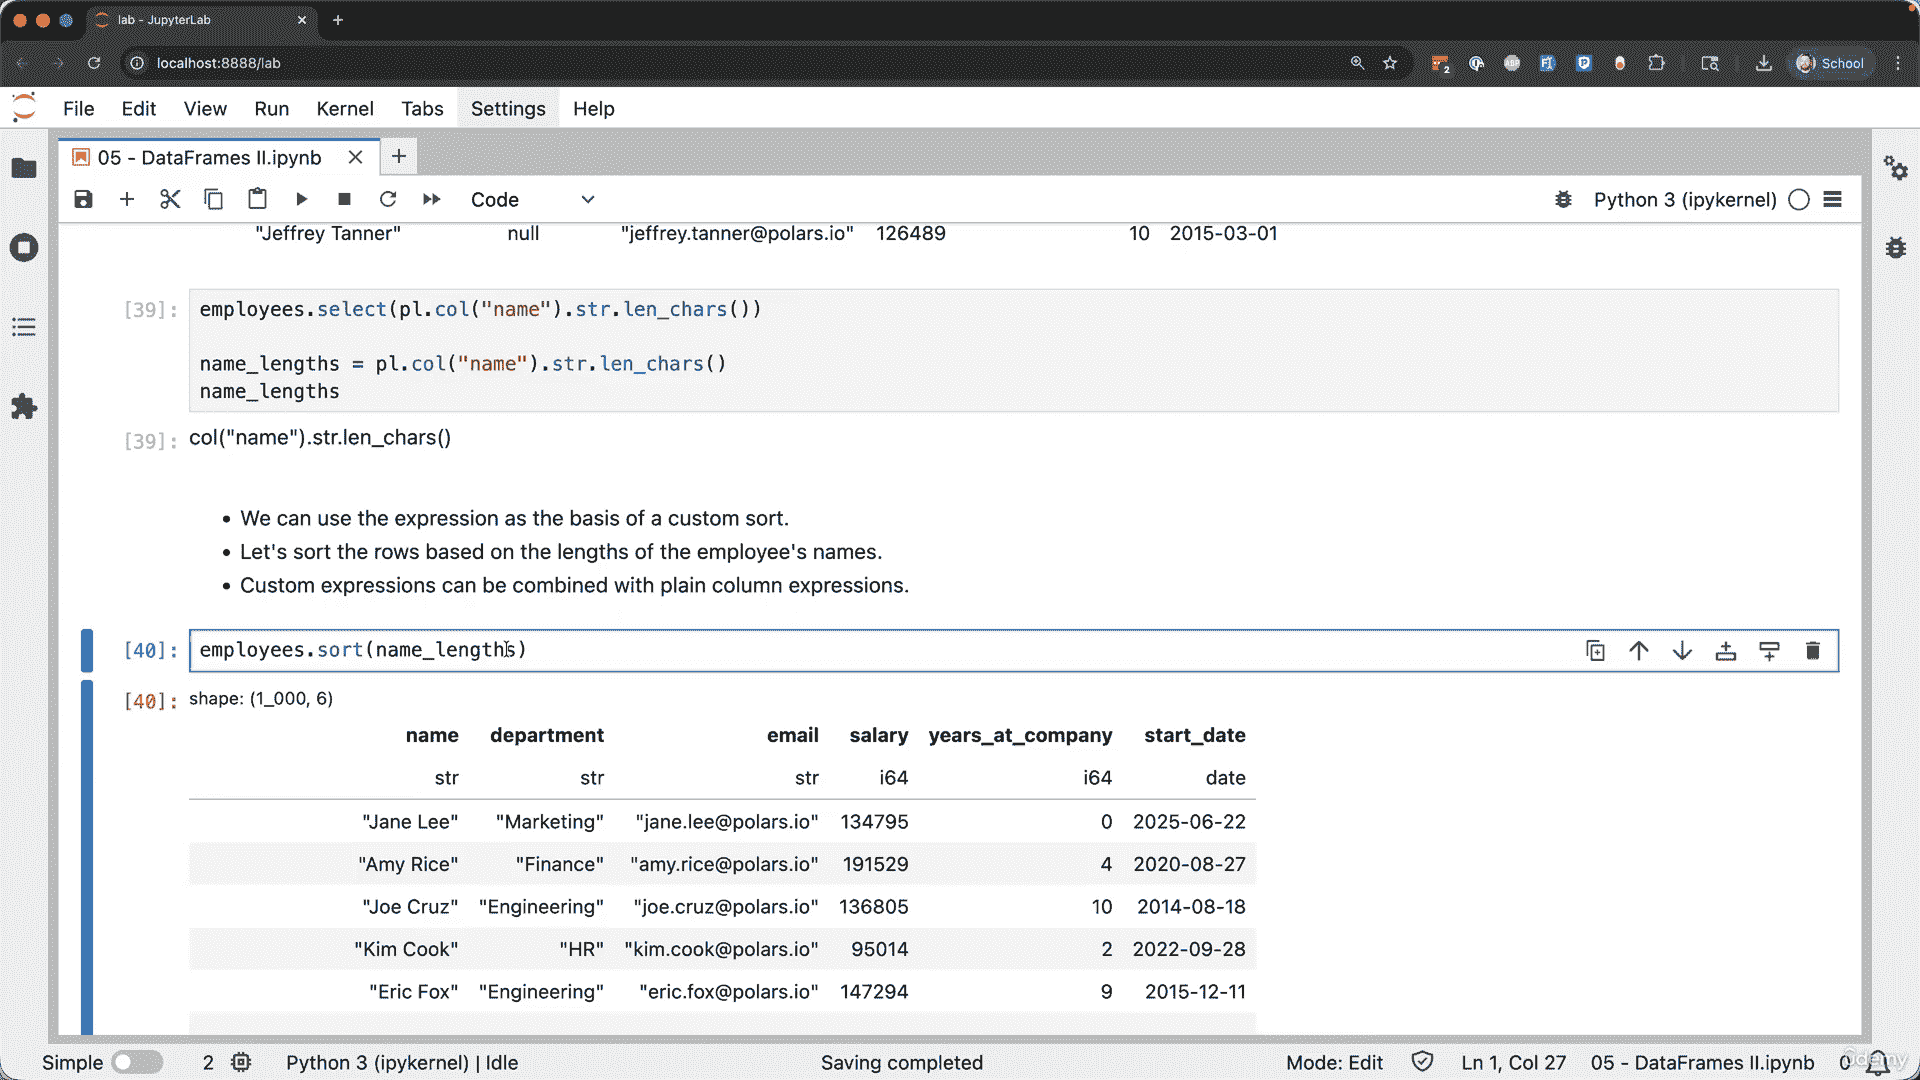 lab - JupyterLab
localhost:8888/lab
2
ABP
School
File Edit View Run Kernel Tabs Settings Help
05 - DataFrames II.ipynb
Code
Python 3 (ipykernel)
"Jeffrey Tanner" null "jeffrey.tanner@polars.io" 126489 10 2015-03-01
[39]: employees.select(pl.col("name").str.len_chars())
name_lengths = pl.col("name").str.len_chars()
name_lengths
[39]: col("name").str.len_chars()
• We can use the expression as the basis of a custom sort.
• Let's sort the rows based on the lengths of the employee's names.
• Custom expressions can be combined with plain column expressions.
[40]: employees.sort(name_lengths)
[40]: shape: (1_000, 6)
name department email salary years_at_company start_date
str str str i64 i64 date
"Jane Lee" "Marketing" "jane.lee@polars.io" 134795 0 2025-06-22
"Amy Rice" "Finance" "amy.rice@polars.io" 191529 4 2020-08-27
"Joe Cruz" "Engineering" "joe.cruz@polars.io" 136805 10 2014-08-18
"Kim Cook" "HR" "kim.cook@polars.io" 95014 2 2022-09-28
"Eric Fox" "Engineering" "eric.fox@polars.io" 147294 9 2015-12-11
Simple 2 Python 3 (ipykernel) | Idle Saving completed Mode: Edit Ln 1, Col 27 05 - DataFrames II.ipynb 0
udemy